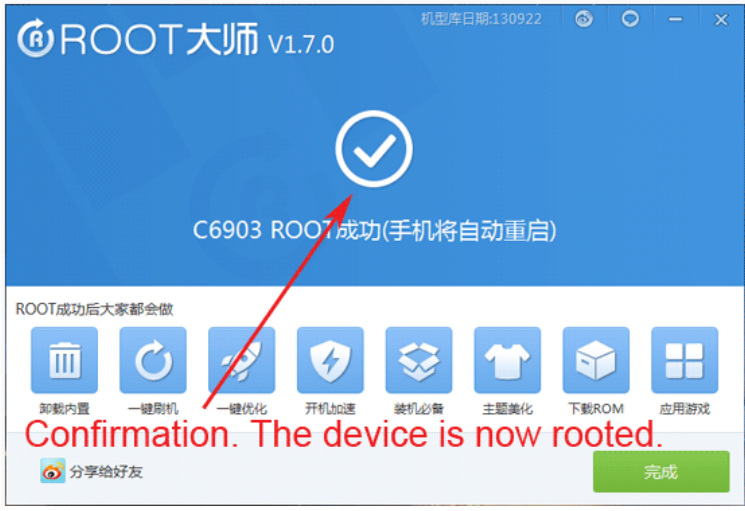 ROOT大师 V1.7.0
机型库日期:130922
C6903 ROOT成功(手机将自动重启)
ROOT成功后大家都会做
卸载内置 一键刷机 一键优化 开机加速 装机必备 主题美化 下载ROM 应用游戏
Confirmation. The device is now rooted.
分享给好友
完成